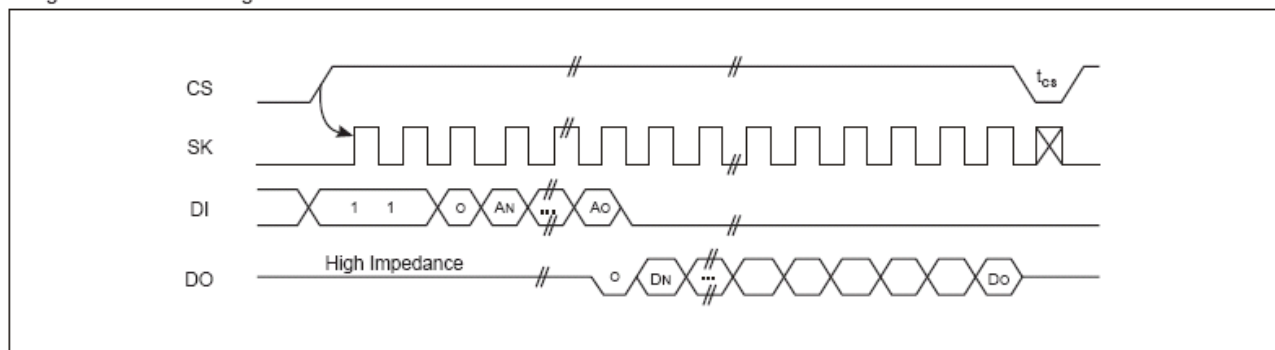 CS
tcs
SK
DI
1 1 0 AN ... A0
DO
High Impedance
0 DN ... D0